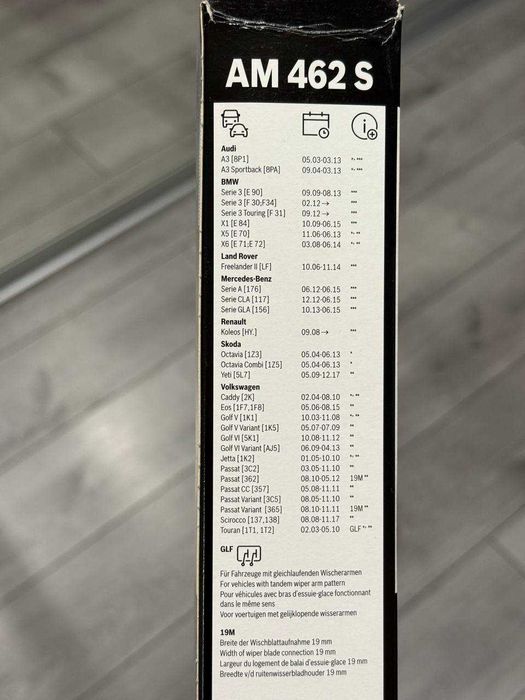 AM 462 S
Audi
A3 [8P1] 05.03-03.13 *, ***
A3 Sportback [8PA] 09.04-03.13 *, ***
BMW
Serie 3 [E 90] 09.09-08.13 ***
Serie 3 [F 30;F34] 02.12→ ***
Serie 3 Touring [F 31] 09.12→ ***
X1 [E 84] 10.09-06.15 ***
X5 [E 70] 11.06-06.13 *, **
X6 [E 71;E 72] 03.08-06.14 *, **
Land Rover
Freelander II [LF] 10.06-11.14 ***
Mercedes-Benz
Serie A [176] 06.12-06.15 ***
Serie CLA [117] 12.12-06.15 ***
Serie GLA [156] 10.13-06.15 ***
Renault
Koleos [HY.] 09.08→ ***
Skoda
Octavia [1Z3] 05.04-06.13 *
Octavia Combi [1Z5] 05.04-06.13 *
Yeti [5L7] 05.09-12.17 **
Volkswagen
Caddy [2K] 02.04-08.10 *, **
Eos [1F7,1F8] 05.06-08.15 **
Golf V [1K1] 10.03-11.08 *, **
Golf V Variant [1K5] 05.07-07.09 **
Golf VI [5K1] 10.08-11.12 **
Golf VI Variant [AJ5] 06.09-04.13 **
Jetta [1K2] 01.05-10.10 *, **
Passat [3C2] 03.05-11.10 **
Passat [362] 08.10-05.12 19M **
Passat CC [357] 05.08-11.11 **
Passat Variant [3C5] 08.05-11.10 **
Passat Variant [365] 08.10-11.11 19M **
Scirocco [137,138] 08.08-11.17 **
Touran [1T1, 1T2] 02.03-05.10 GLF *, **
GLF
Für Fahrzeuge mit gleichlaufenden Wischerarmen
For vehicles with tandem wiper arm pattern
Pour véhicules avec bras d'essuie-glace fonctionnant
dans le même sens
Voor voertuigen met gelijklopende wisserarmen
19M
Breite der Wischblattaufnahme 19 mm
Width of wiper blade connection 19 mm
Largeur du logement de balai d'essuie-glace 19 mm
Breedte v/d ruitenwisserbladhouder 19 mm